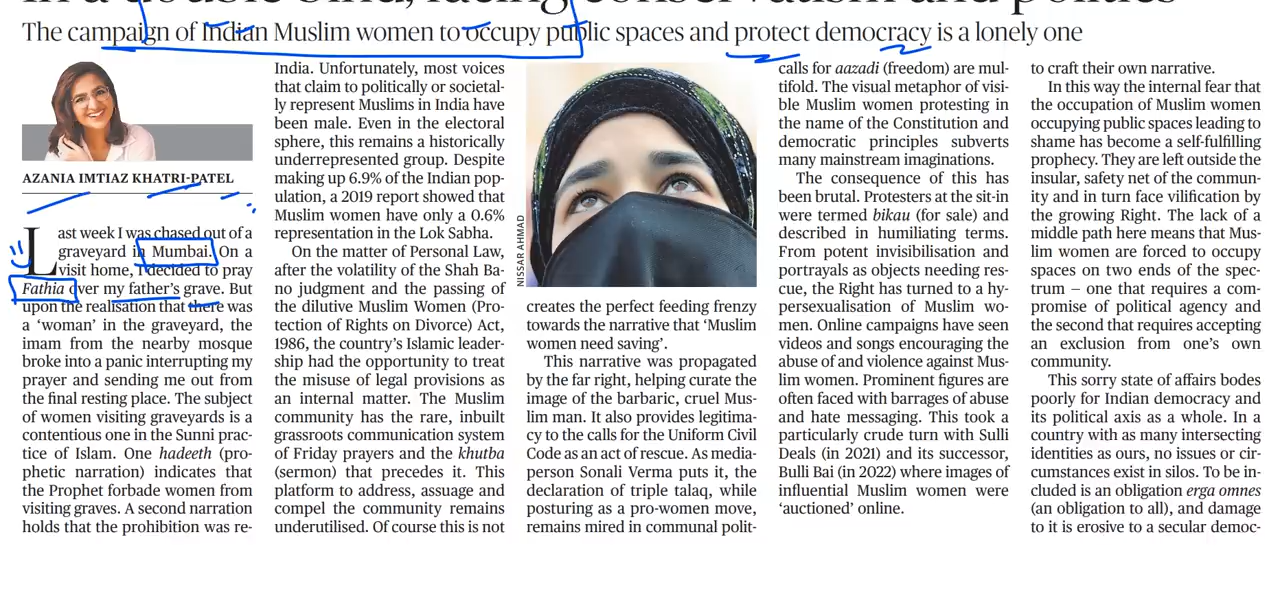 In a double bind, facing conservatism and politics
The campaign of Indian Muslim women to occupy public spaces and protect democracy is a lonely one
AZANIA IMTIAZ KHATRI-PATEL
Last week I was chased out of a
graveyard in Mumbai. On a
visit home, I decided to pray
Fathia over my father's grave. But
upon the realisation that there was
a 'woman' in the graveyard, the
imam from the nearby mosque
broke into a panic interrupting my
prayer and sending me out from
the final resting place. The subject
of women visiting graveyards is a
contentious one in the Sunni prac-
tice of Islam. One hadeeth (pro-
phetic narration) indicates that
the Prophet forbade women from
visiting graves. A second narration
holds that the prohibition was re-
India. Unfortunately, most voices
that claim to politically or societal-
ly represent Muslims in India have
been male. Even in the electoral
sphere, this remains a historically
underrepresented group. Despite
making up 6.9% of the Indian pop-
ulation, a 2019 report showed that
Muslim women have only a 0.6%
representation in the Lok Sabha.
On the matter of Personal Law,
after the volatility of the Shah Ba-
no judgment and the passing of
the dilutive Muslim Women (Pro-
tection of Rights on Divorce) Act,
1986, the country's Islamic leader-
ship had the opportunity to treat
the misuse of legal provisions as
an internal matter. The Muslim
community has the rare, inbuilt
grassroots communication system
of Friday prayers and the khutba
(sermon) that precedes it. This
platform to address, assuage and
compel the community remains
underutilised. Of course this is not
NISSAR AHMAD
creates the perfect feeding frenzy
towards the narrative that 'Muslim
women need saving'.
This narrative was propagated
by the far right, helping curate the
image of the barbaric, cruel Mus-
lim man. It also provides legitima-
cy to the calls for the Uniform Civil
Code as an act of rescue. As media-
person Sonali Verma puts it, the
declaration of triple talaq, while
posturing as a pro-women move,
remains mired in communal polit-
calls for aazadi (freedom) are mul-
tifold. The visual metaphor of visi-
ble Muslim women protesting in
the name of the Constitution and
democratic principles subverts
many mainstream imaginations.
The consequence of this has
been brutal. Protesters at the sit-in
were termed bikau (for sale) and
described in humiliating terms.
From potent invisibilisation and
portrayals as objects needing res-
cue, the Right has turned to a hy-
persexualisation of Muslim wo-
men. Online campaigns have seen
videos and songs encouraging the
abuse of and violence against Mus-
lim women. Prominent figures are
often faced with barrages of abuse
and hate messaging. This took a
particularly crude turn with Sulli
Deals (in 2021) and its successor,
Bulli Bai (in 2022) where images of
influential Muslim women were
'auctioned' online.
to craft their own narrative.
In this way the internal fear that
the occupation of Muslim women
occupying public spaces leading to
shame has become a self-fulfilling
prophecy. They are left outside the
insular, safety net of the commun-
ity and in turn face vilification by
the growing Right. The lack of a
middle path here means that Mus-
lim women are forced to occupy
spaces on two ends of the spec-
trum – one that requires a com-
promise of political agency and
the second that requires accepting
an exclusion from one's own
community.
This sorry state of affairs bodes
poorly for Indian democracy and
its political axis as a whole. In a
country with as many intersecting
identities as ours, no issues or cir-
cumstances exist in silos. To be in-
cluded is an obligation erga omnes
(an obligation to all), and damage
to it is erosive to a secular democ-